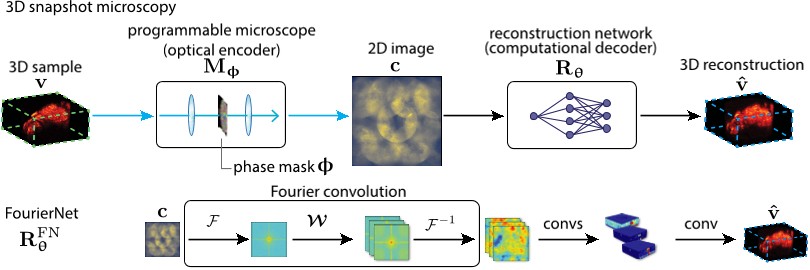 3D snapshot microscopy
programmable microscope
(optical encoder)
M_ϕ
3D sample
v
phase mask ϕ
2D image
c
reconstruction network
(computational decoder)
R_θ
3D reconstruction
v̂
Fourier convolution
FourierNet
R_θ^FN
c
ℱ
𝒲
ℱ⁻¹
convs
conv
v̂